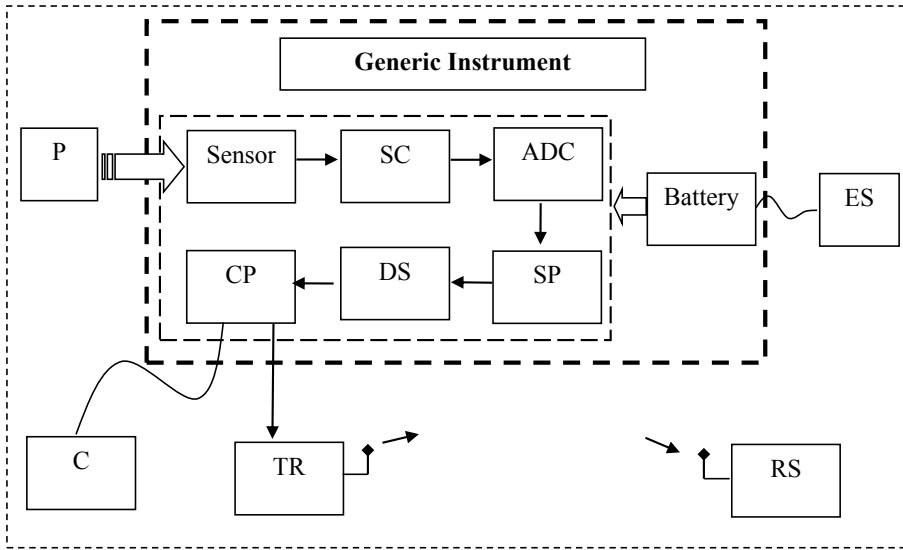 Generic Instrument
P
Sensor
SC
ADC
Battery
ES
CP
DS
SP
C
TR
RS